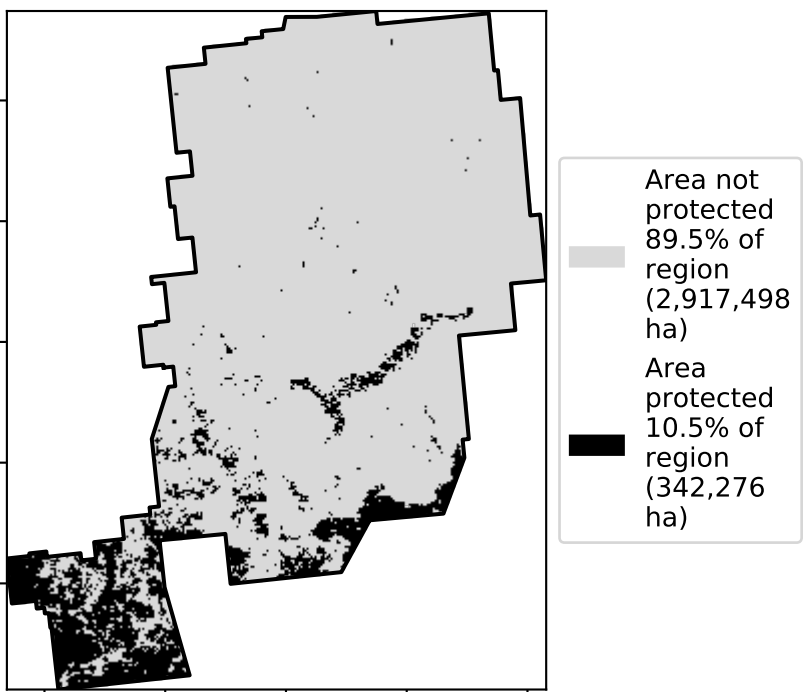 Area not
protected
89.5% of
region
(2,917,498
ha)
Area
protected
10.5% of
region
(342,276
ha)